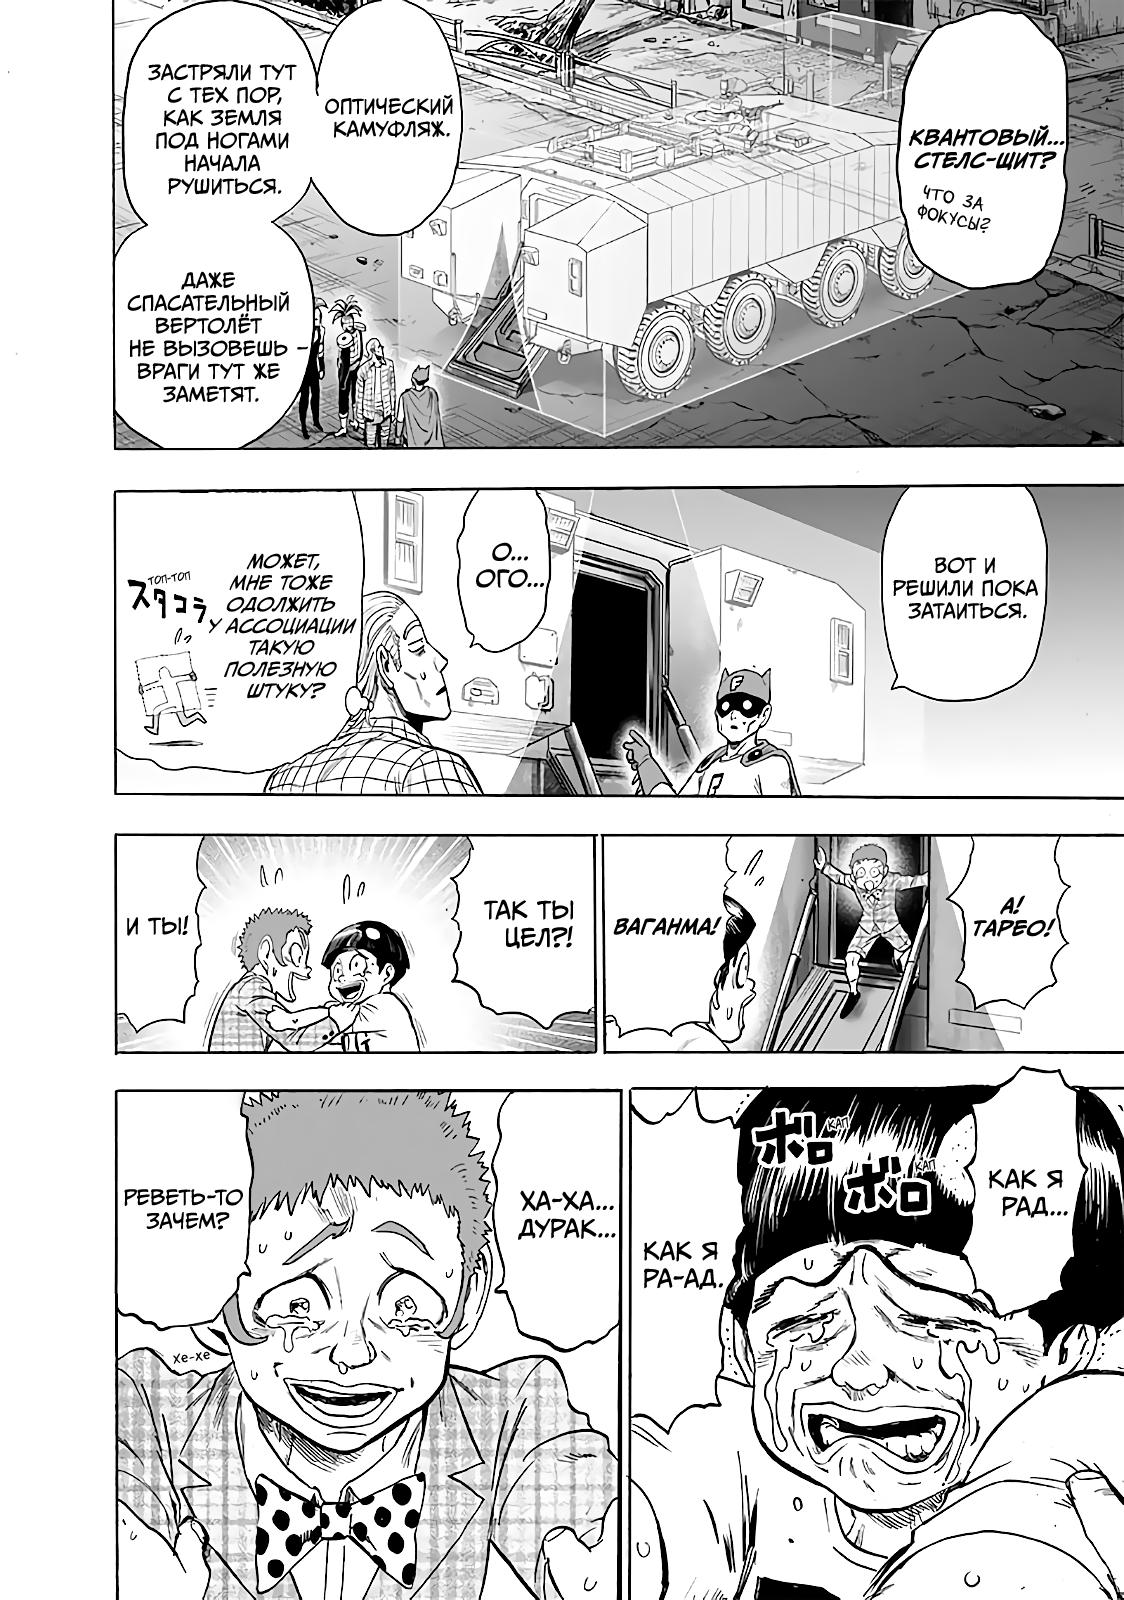 КВАНТОВЫЙ...
СТЕЛС-ЩИТ?
ЧТО ЗА
ФОКУСЫ?
ОПТИЧЕСКИЙ
КАМУФЛЯЖ.
ЗАСТРЯЛИ ТУТ
С ТЕХ ПОР,
КАК ЗЕМЛЯ
ПОД НОГАМИ
НАЧАЛА
РУШИТЬСЯ.
ДАЖЕ
СПАСАТЕЛЬНЫЙ
ВЕРТОЛЁТ
НЕ ВЫЗОВЕШЬ –
ВРАГИ ТУТ ЖЕ
ЗАМЕТЯТ.
ВОТ И
РЕШИЛИ ПОКА
ЗАТАИТЬСЯ.
F
F
О...
ОГО...
МОЖЕТ,
МНЕ ТОЖЕ
ОДОЛЖИТЬ
У АССОЦИАЦИИ
ТАКУЮ
ПОЛЕЗНУЮ
ШТУКУ?
ТОП-ТОП
スタコラ
А!
ТАРЕО!
ВАГАНМА!
ТАК ТЫ
ЦЕЛ?!
И ТЫ!
КАК Я
РАД...
КАП
ボロ
КАП
ボロ
КАК Я
РА-АД.
ХА-ХА...
ДУРАК...
РЕВЕТЬ-ТО
ЗАЧЕМ?
хе-хе